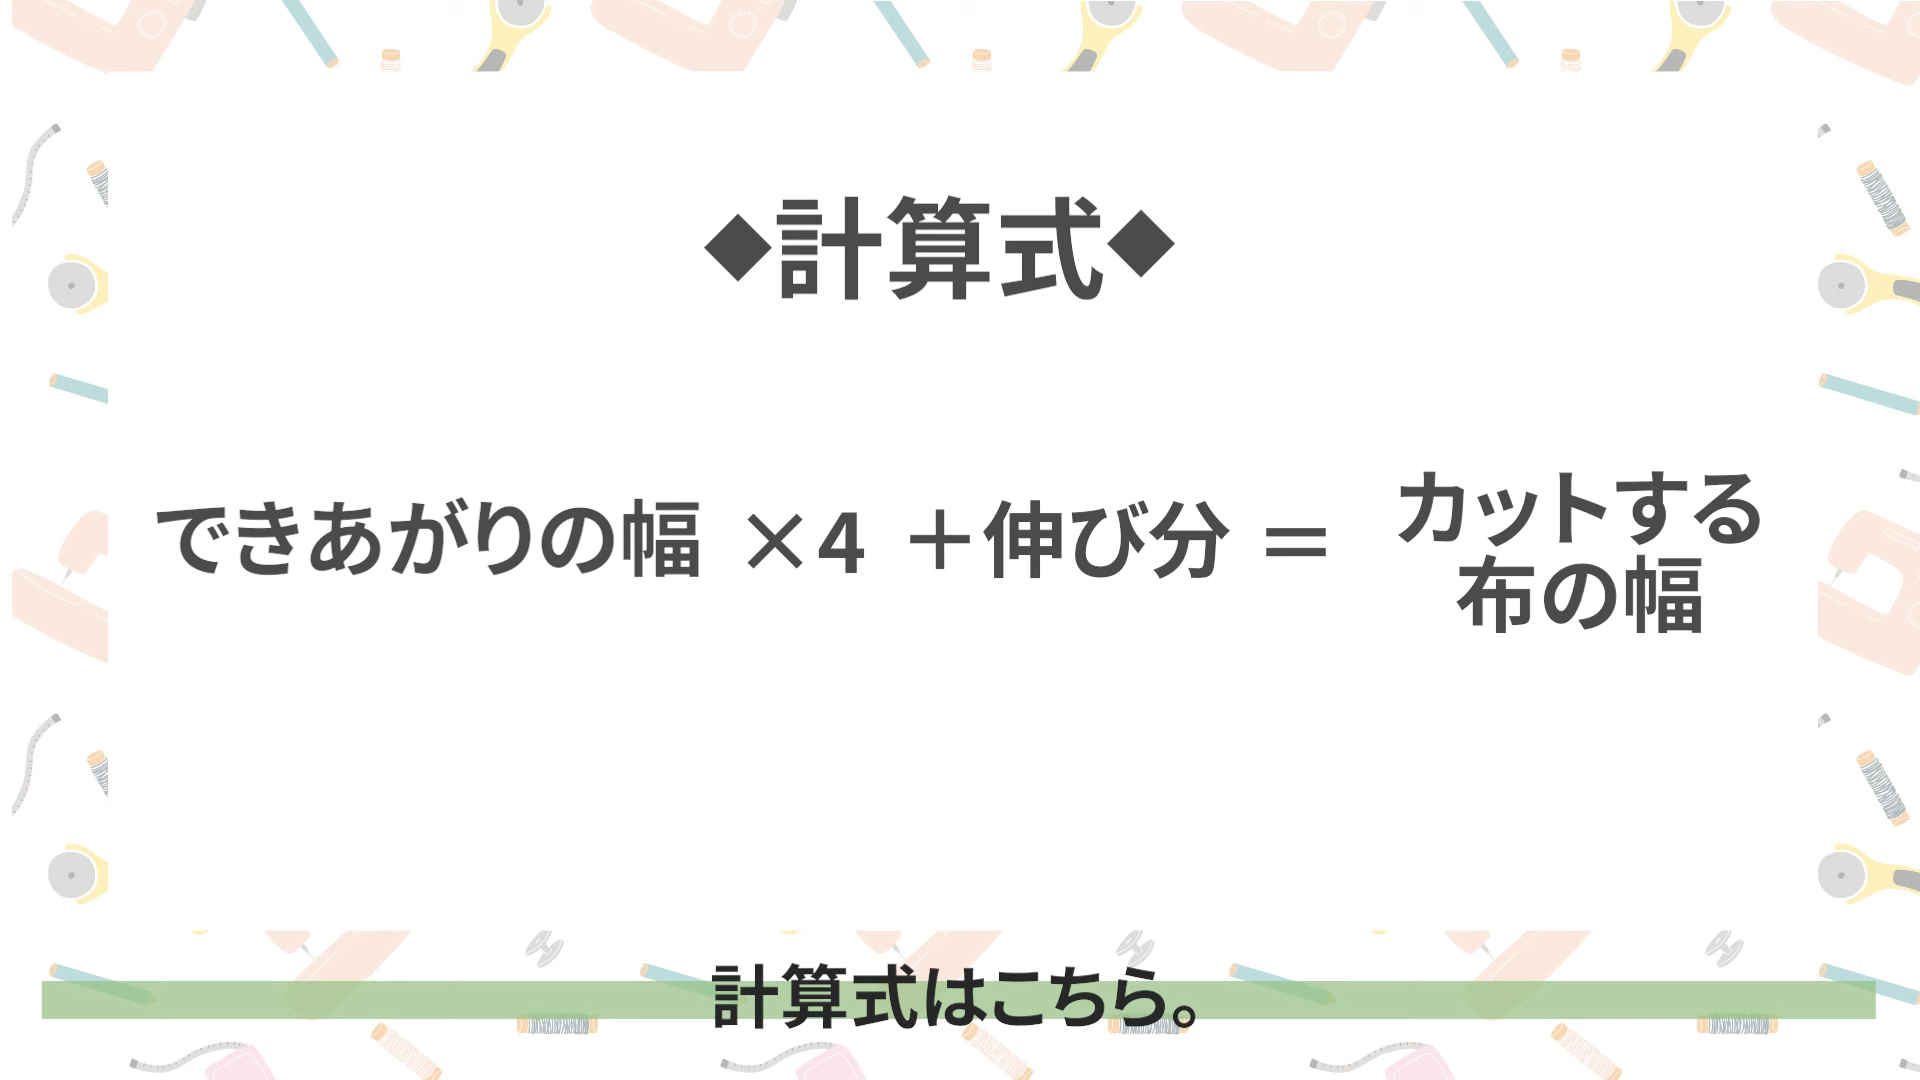 ◆計算式◆
できあがりの幅 ×4 ＋伸び分 ＝ カットする
布の幅
計算式はこちら。